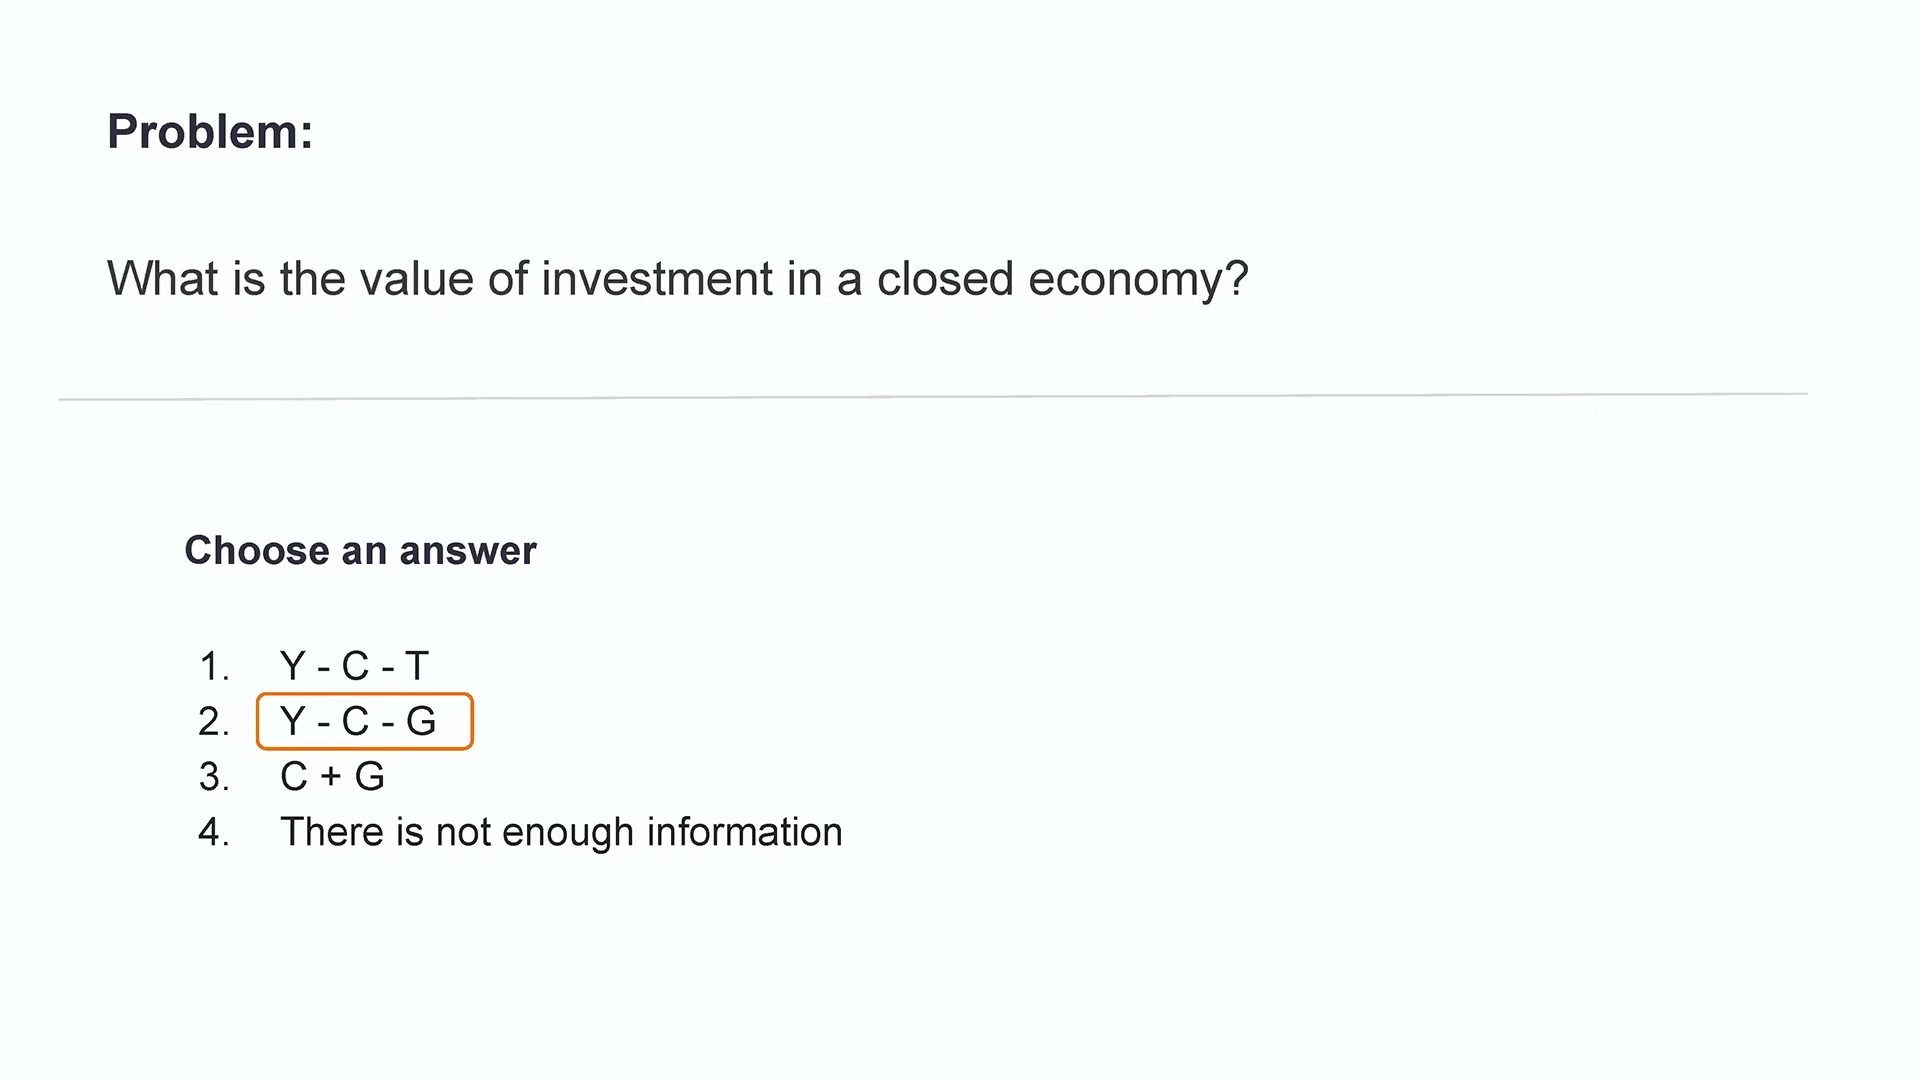 Problem:
What is the value of investment in a closed economy?
Choose an answer
1. Y - C - T
2. Y - C - G
3. C + G
4. There is not enough information